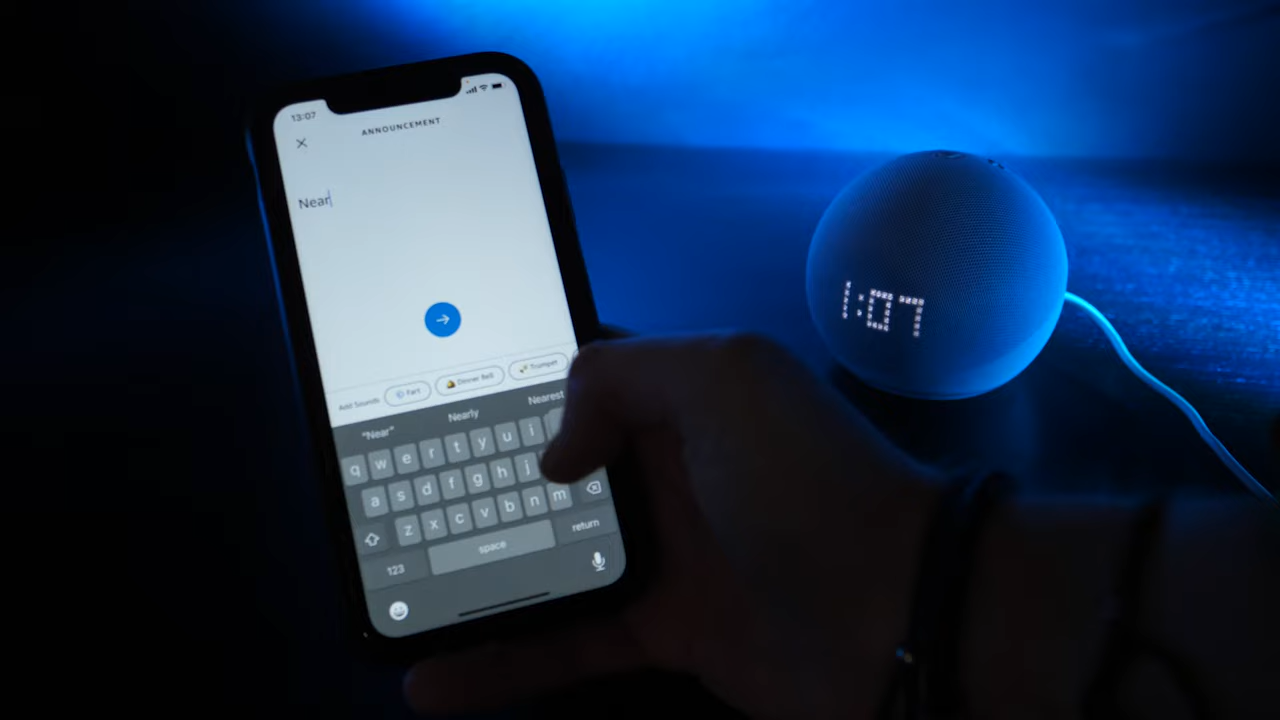 13:07
ANNOUNCEMENT
Near
Add Sounds Fart Dinner Bell Trumpet
"Near" Nearly Nearest
q w e r t y u i
a s d f g h j
z x c v b n m
123 space return
1:07